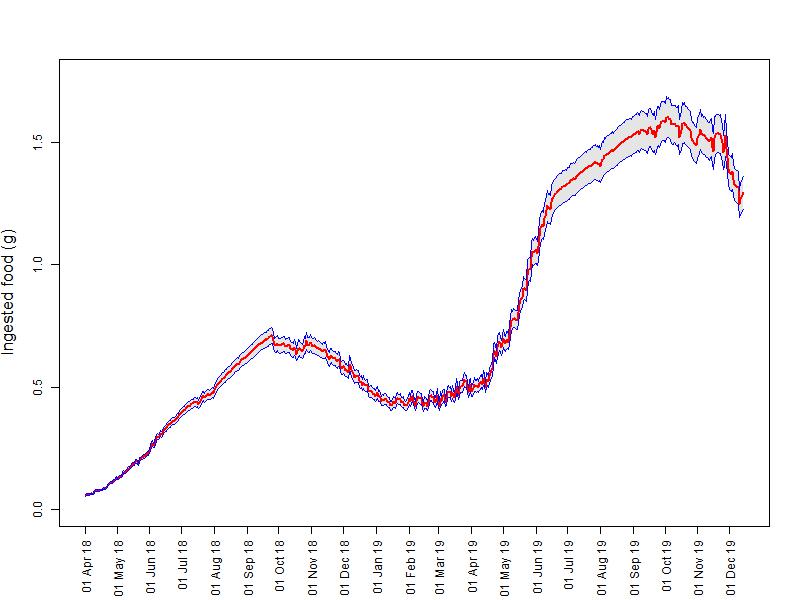 Ingested food (g)
1.5
1.0
0.5
0.0
01 Apr 18
01 May 18
01 Jun 18
01 Jul 18
01 Aug 18
01 Sep 18
01 Oct 18
01 Nov 18
01 Dec 18
01 Jan 19
01 Feb 19
01 Mar 19
01 Apr 19
01 May 19
01 Jun 19
01 Jul 19
01 Aug 19
01 Sep 19
01 Oct 19
01 Nov 19
01 Dec 19